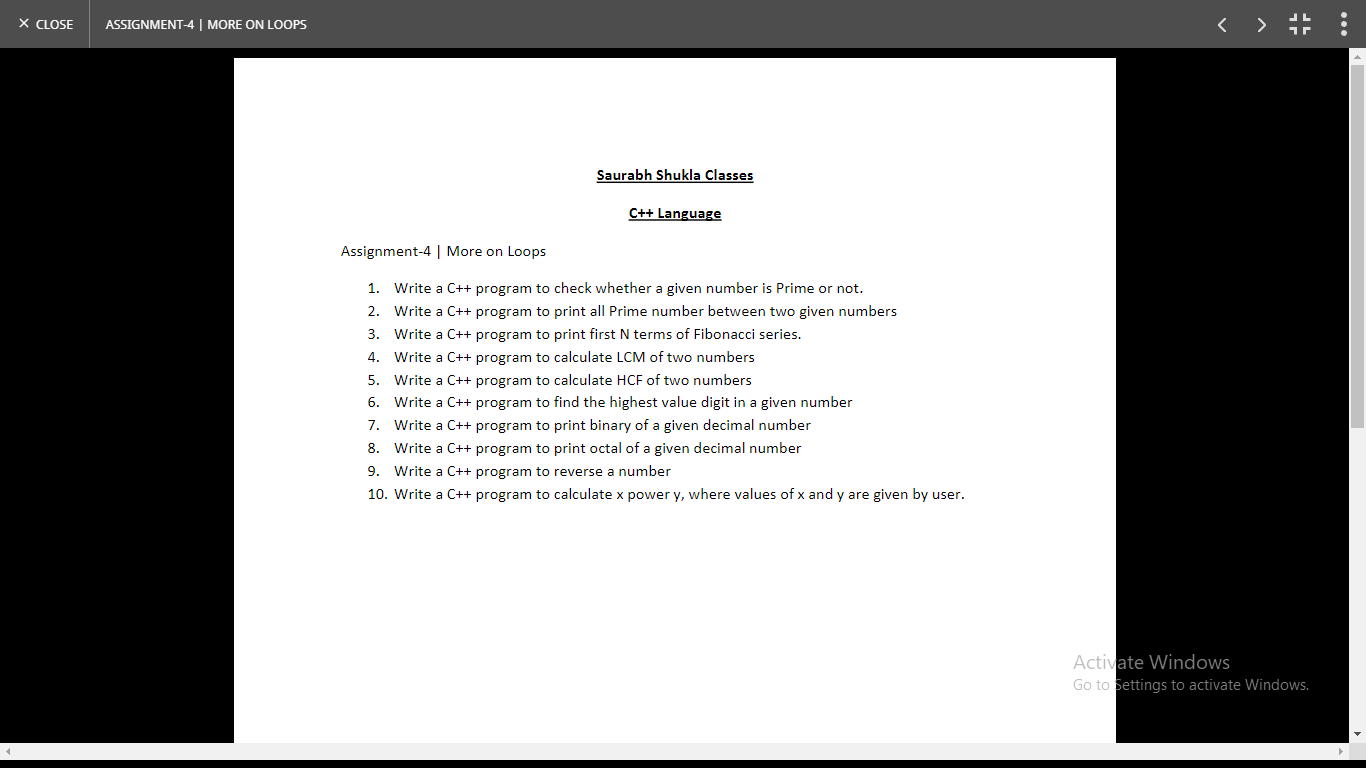 ✕ CLOSE
ASSIGNMENT-4 | MORE ON LOOPS
Saurabh Shukla Classes
C++ Language
Assignment-4 | More on Loops
1. Write a C++ program to check whether a given number is Prime or not.
2. Write a C++ program to print all Prime number between two given numbers
3. Write a C++ program to print first N terms of Fibonacci series.
4. Write a C++ program to calculate LCM of two numbers
5. Write a C++ program to calculate HCF of two numbers
6. Write a C++ program to find the highest value digit in a given number
7. Write a C++ program to print binary of a given decimal number
8. Write a C++ program to print octal of a given decimal number
9. Write a C++ program to reverse a number
10. Write a C++ program to calculate x power y, where values of x and y are given by user.
Activate Windows
Go to Settings to activate Windows.